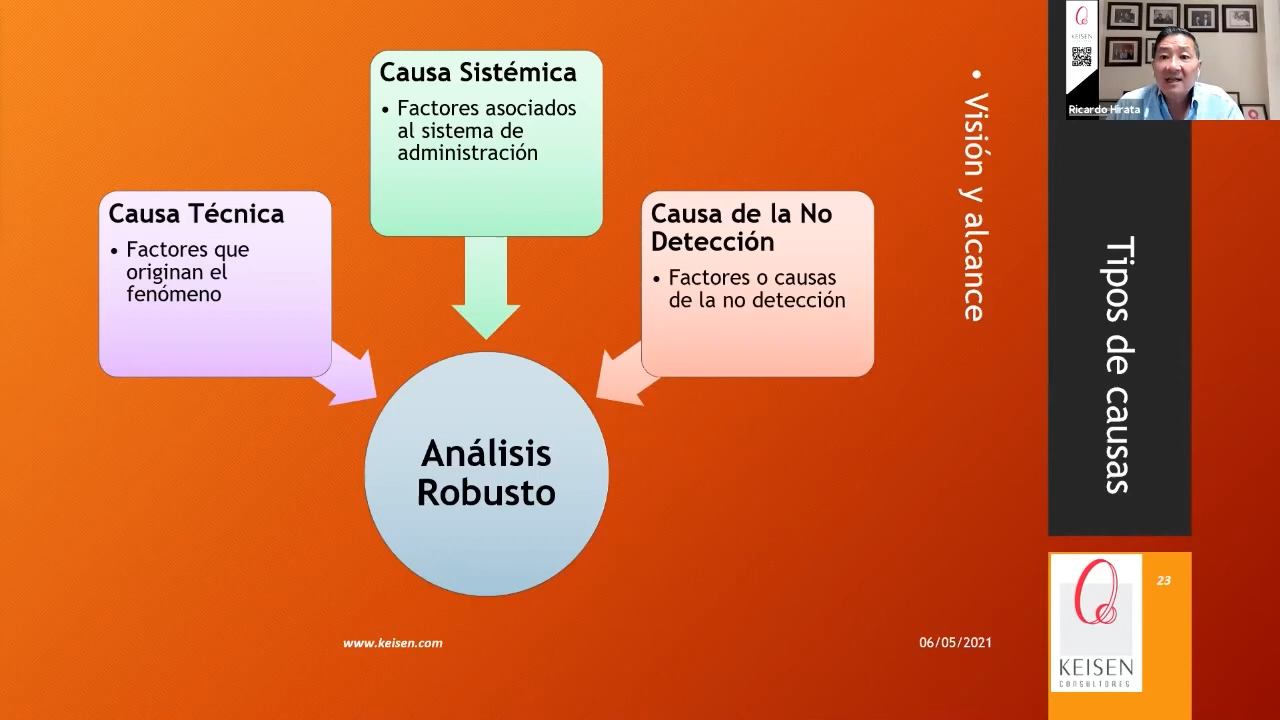 Causa Sistémica
• Factores asociados
al sistema de
administración
Causa Técnica
• Factores que
originan el
fenómeno
Causa de la No
Detección
• Factores o causas
de la no detección
Análisis
Robusto
• Visión y alcance
Tipos de causas
KEISEN
Ricardo Hirata
www.keisen.com
06/05/2021
23
KEISEN
CONSULTORES